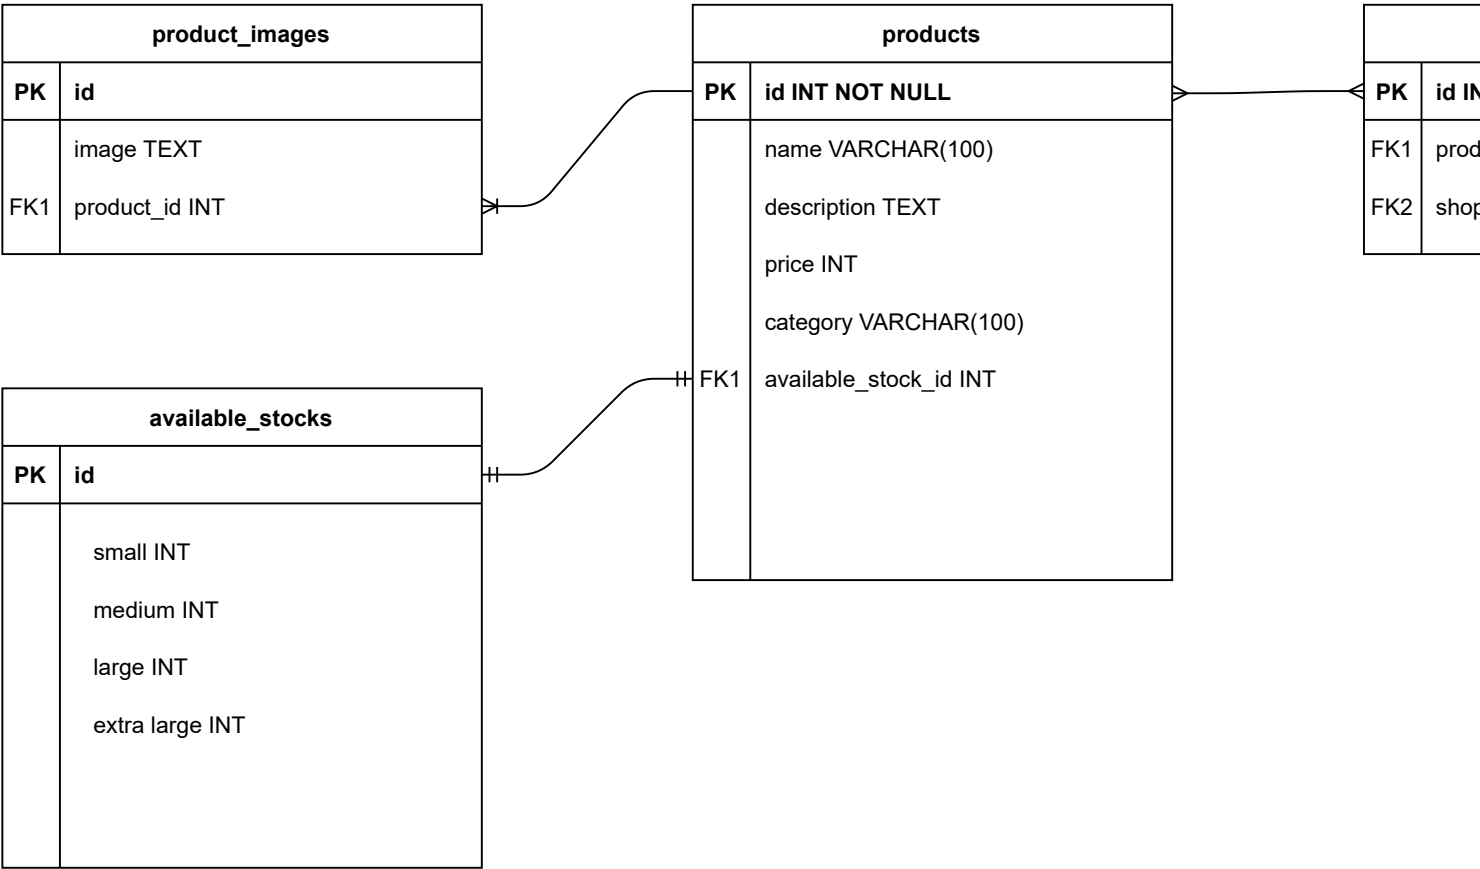 product_images
PK id
image TEXT
FK1 product_id INT
products
PK id INT NOT NULL
name VARCHAR(100)
description TEXT
price INT
category VARCHAR(100)
FK1 available_stock_id INT
available_stocks
PK id
small INT
medium INT
large INT
extra large INT
PK id
FK1
FK2